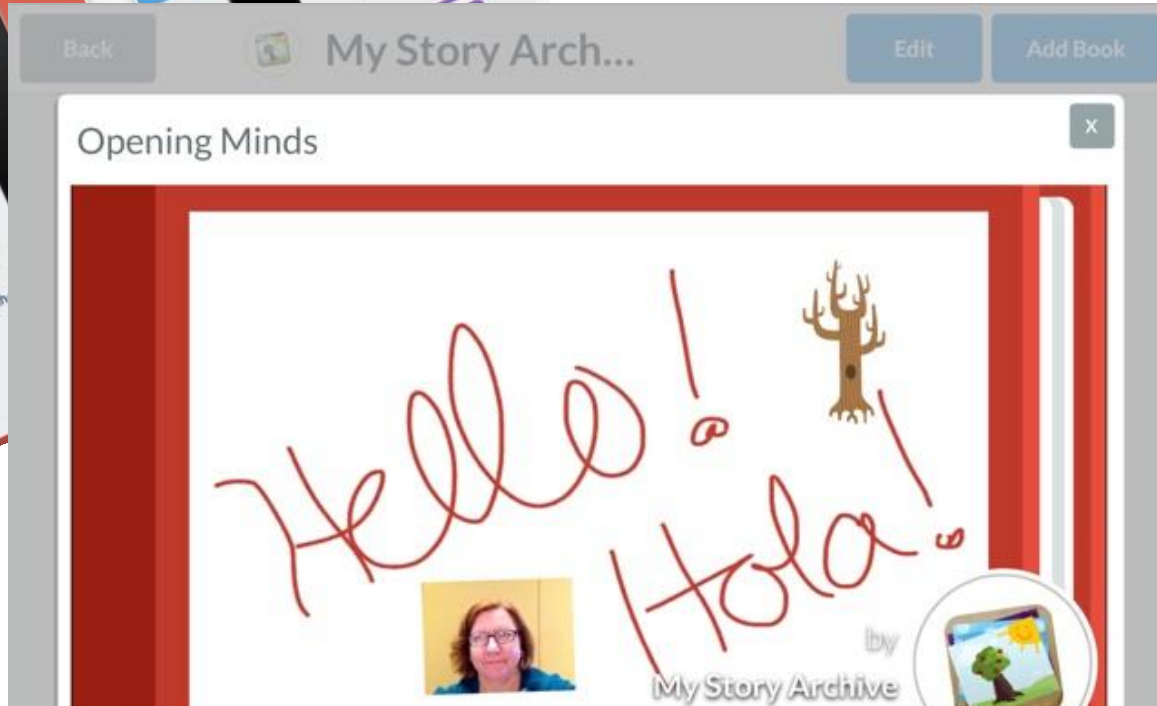 Back
My Story Arch...
Edit
Add Book
Opening Minds
X
Hello!
Hola!
by
My Story Archive